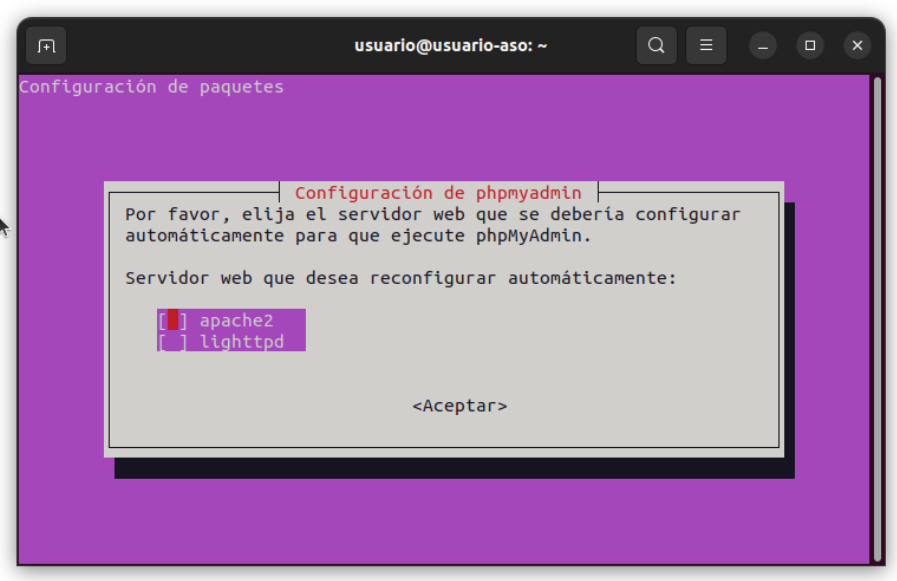 usuario@usuario-aso: ~
Configuración de paquetes
Configuración de phpmyadmin
Por favor, elija el servidor web que se debería configurar
automáticamente para que ejecute phpMyAdmin.
Servidor web que desea reconfigurar automáticamente:
[ ] apache2
[ ] lighttpd
<Aceptar>